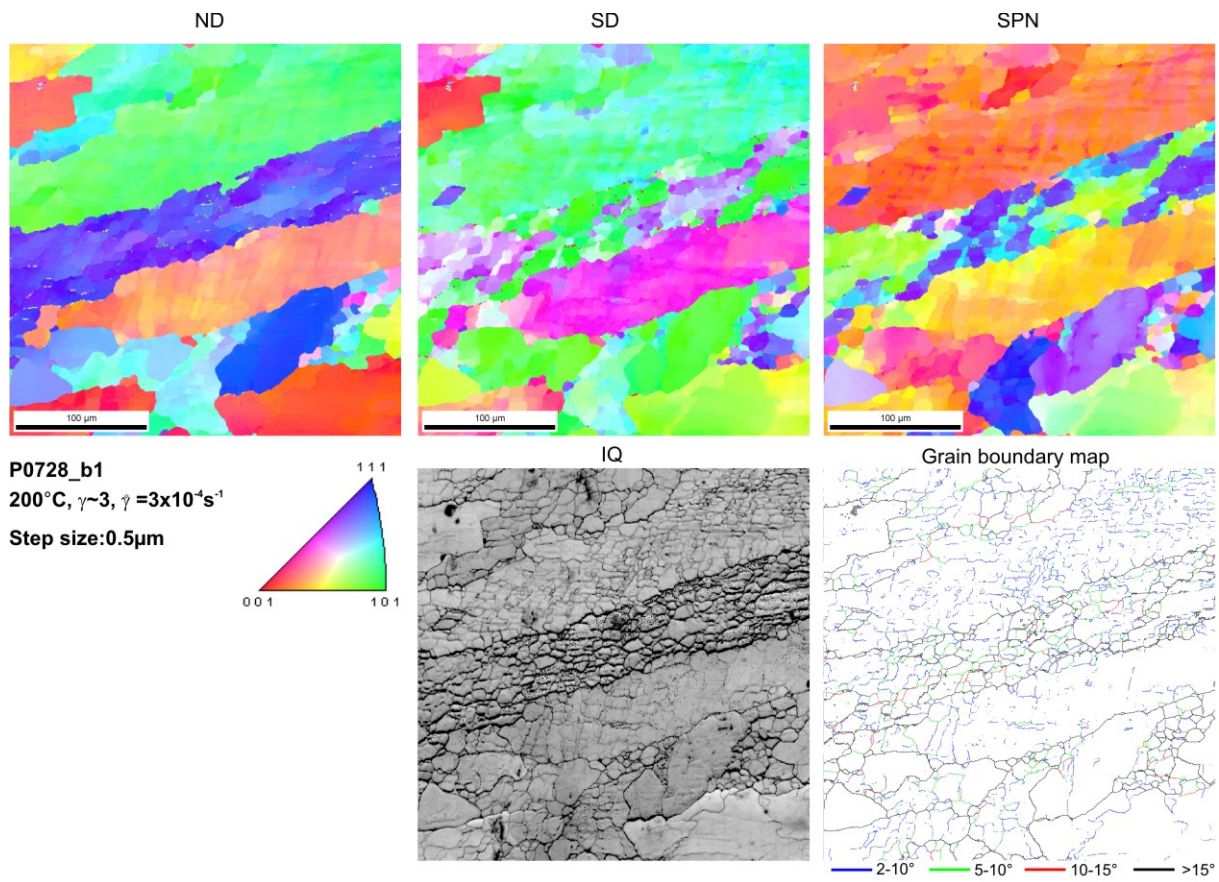 ND SD SPN
100 µm 100 µm 100 µm
IQ Grain boundary map
P0728_b1
200°C, γ~3, γ̇ =3x10⁻⁴s⁻¹
Step size:0.5µm
1 1 1
0 0 1 1 0 1
2-10° 5-10° 10-15° >15°